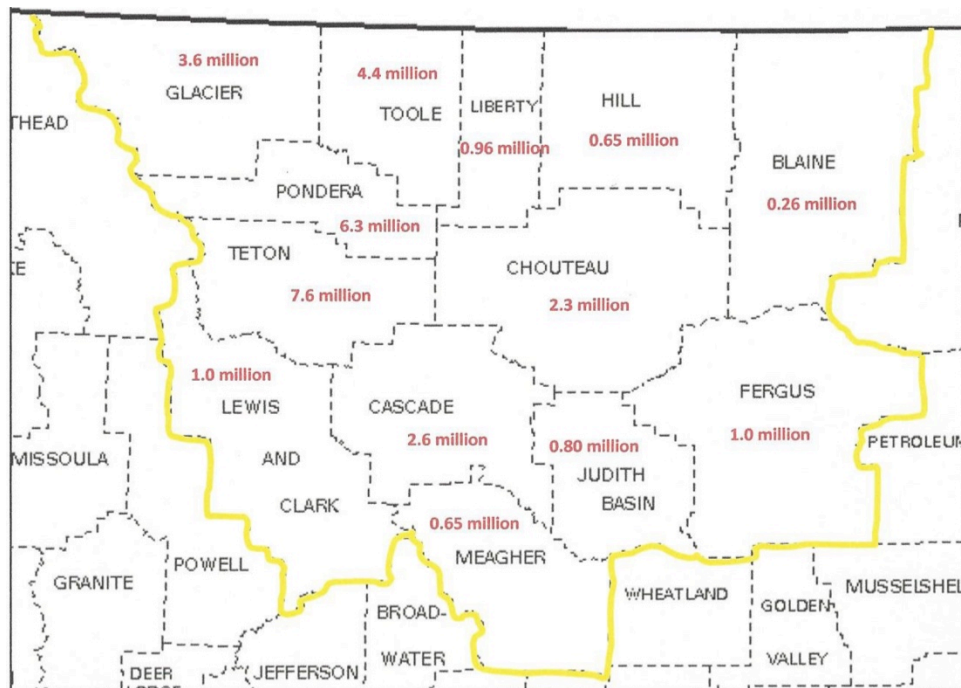 3.6 million
GLACIER
4.4 million
TOOLE
LIBERTY
0.96 million
HILL
0.65 million
BLAINE
0.26 million
THEAD
PONDERA
6.3 million
TETON
7.6 million
CHOUTEAU
2.3 million
KE
1.0 million
LEWIS
AND
CLARK
CASCADE
2.6 million
0.80 million
JUDITH
BASIN
FERGUS
1.0 million
PETROLEUM
MISSOULA
0.65 million
MEAGHER
GRANITE
POWELL
BROAD-
WATER
WHEATLAND
GOLDEN
VALLEY
MUSSELSHEL
DEER
JEFFERSON